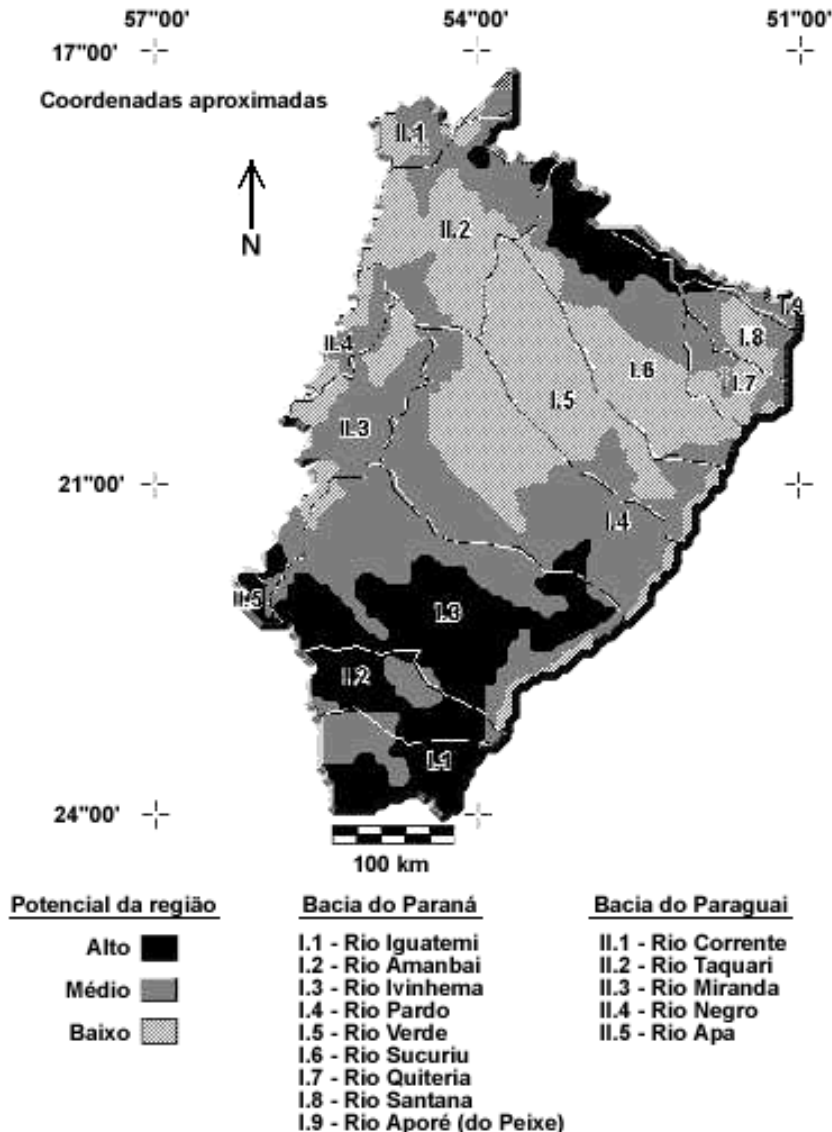 57"00'
54"00'
51"00'
17"00'
Coordenadas aproximadas
N
II.1
II.2
I.9
I.8
II.4
I.6
I.7
I.5
II.3
21"00'
I.4
II.5
I.3
I.2
I.1
24"00'
100 km
Potencial da região
Alto
Médio
Baixo
Bacia do Paraná
I.1 - Rio Iguatemi
I.2 - Rio Amanbai
I.3 - Rio Ivinhema
I.4 - Rio Pardo
I.5 - Rio Verde
I.6 - Rio Sucuriu
I.7 - Rio Quiteria
I.8 - Rio Santana
I.9 - Rio Aporé (do Peixe)
Bacia do Paraguai
II.1 - Rio Corrente
II.2 - Rio Taquari
II.3 - Rio Miranda
II.4 - Rio Negro
II.5 - Rio Apa